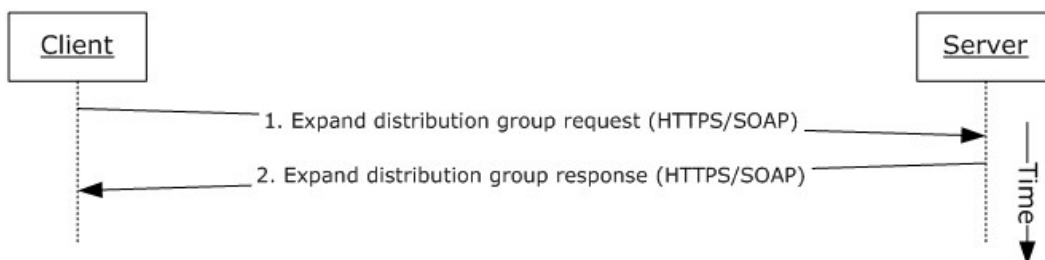 Client
Server
1. Expand distribution group request (HTTPS/SOAP)
2. Expand distribution group response (HTTPS/SOAP)
Time